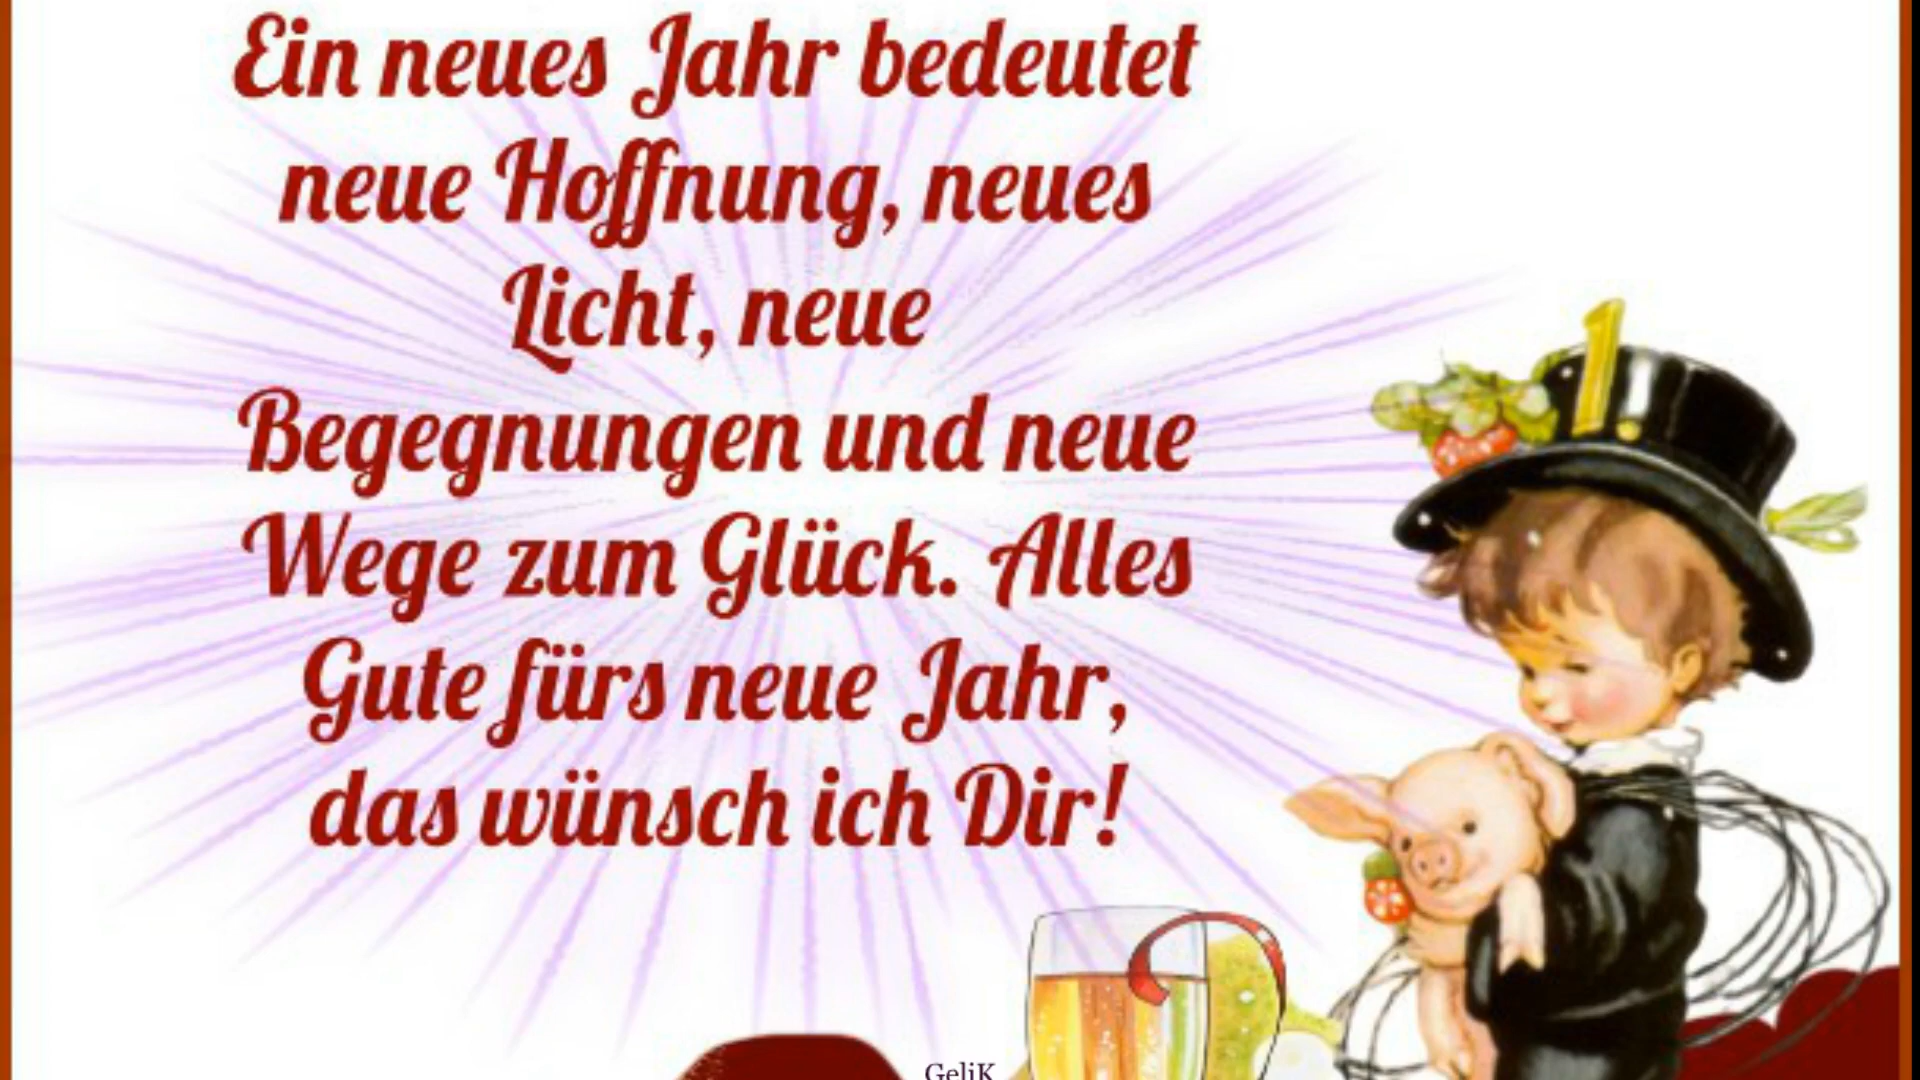 Ein neues Jahr bedeutet
neue Hoffnung, neues
Licht, neue
Begegnungen und neue
Wege zum Glück. Alles
Gute fürs neue Jahr,
das wünsch ich Dir!
GeliK